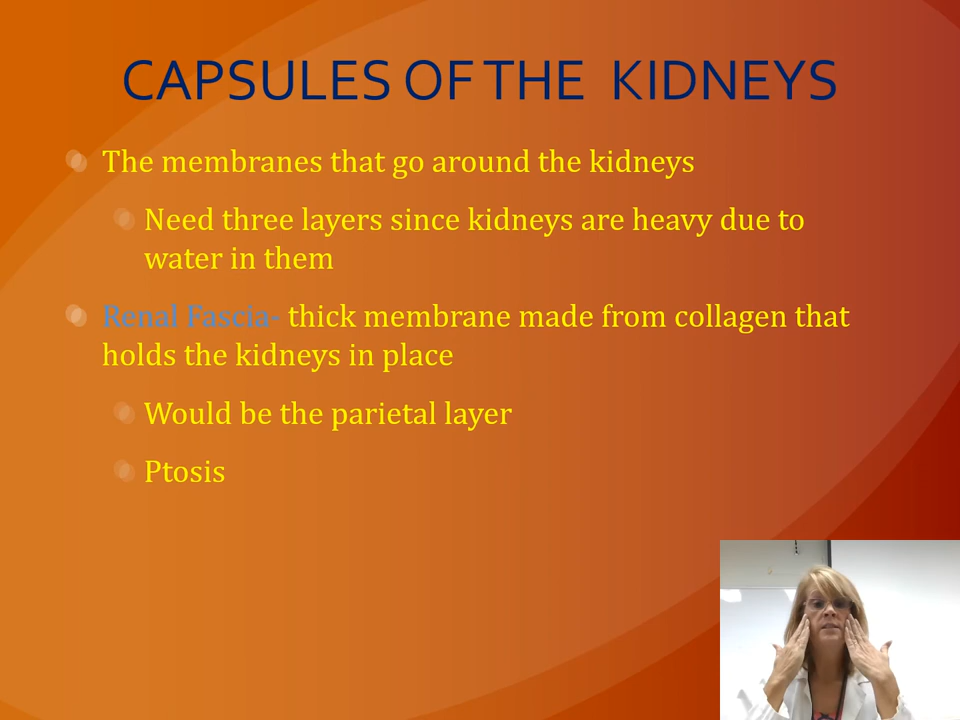 CAPSULES OF THE KIDNEYS
The membranes that go around the kidneys
Need three layers since kidneys are heavy due to
water in them
Renal Fascia- thick membrane made from collagen that
holds the kidneys in place
Would be the parietal layer
Ptosis